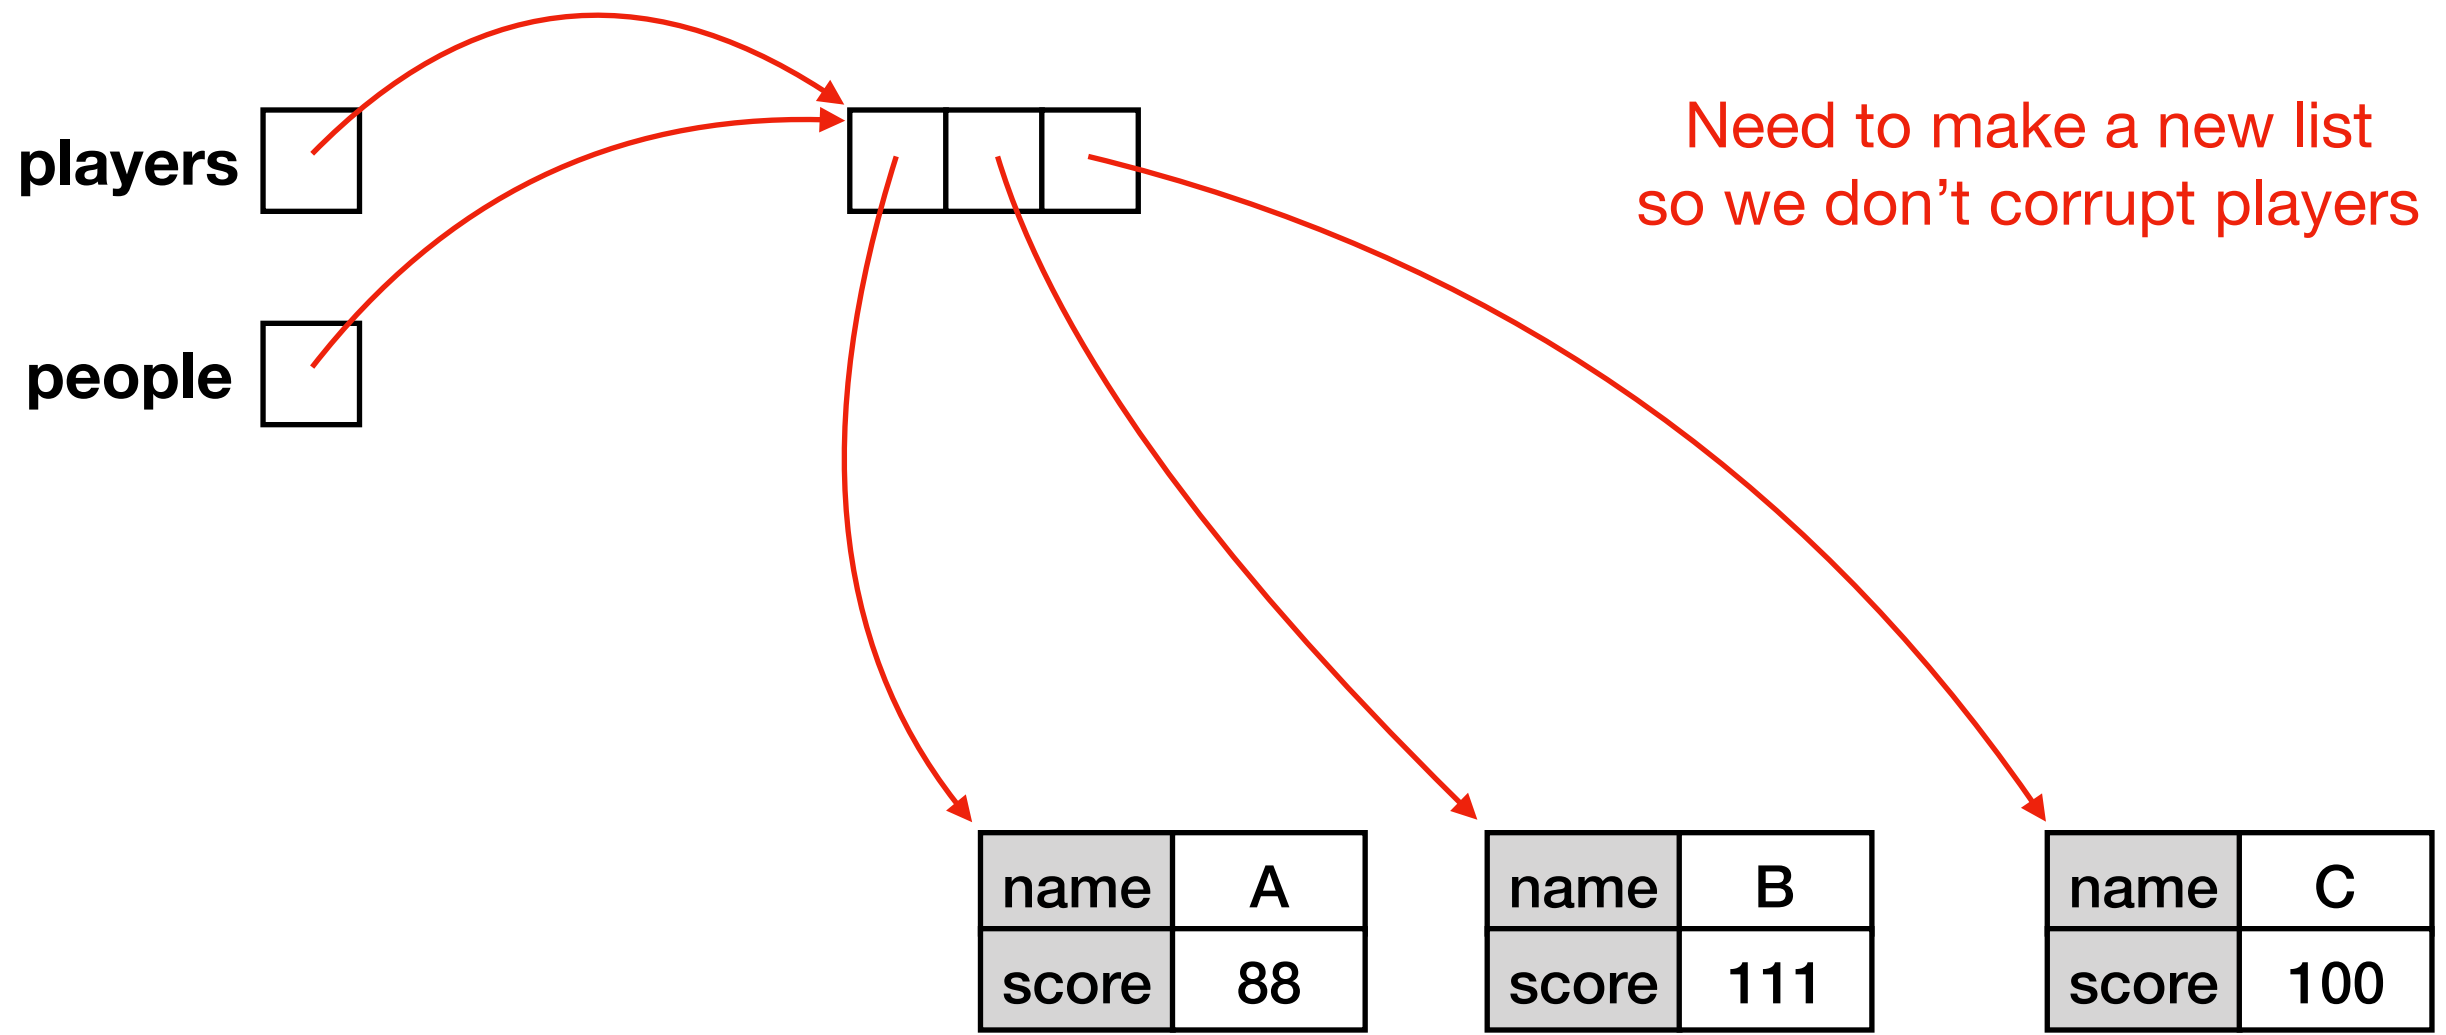 Need to make a new list
so we don’t corrupt players
players
people
name A
score 88
name B
score 111
name C
score 100